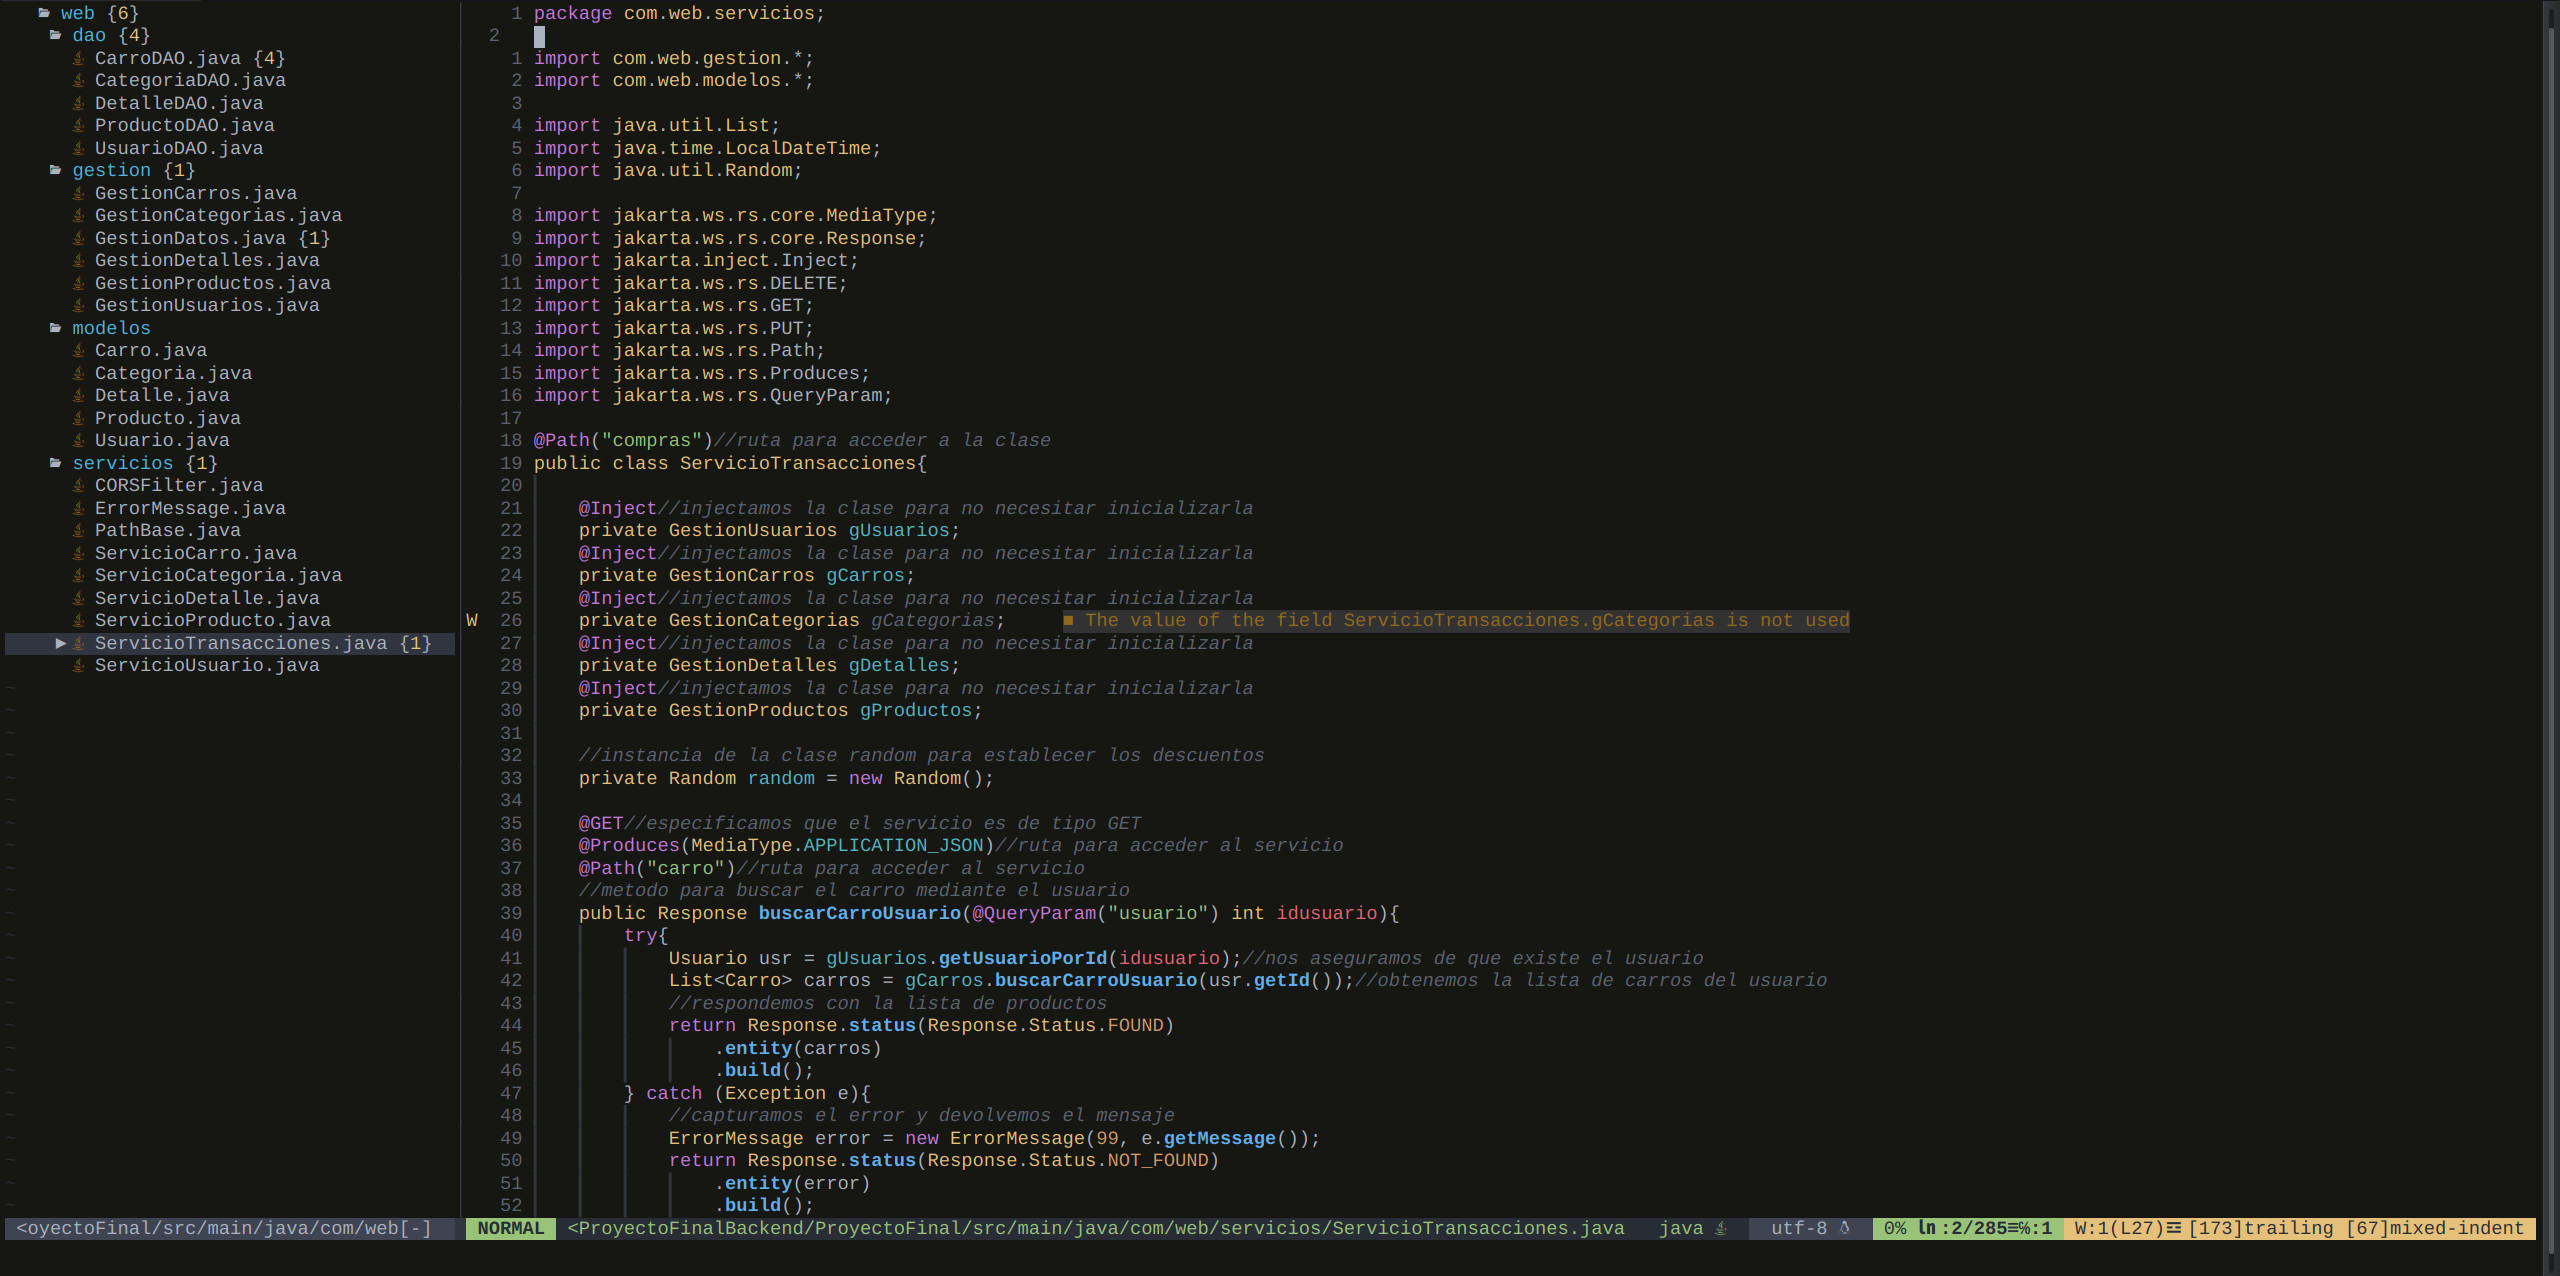 web {6}
dao {4}
CarroDAO.java {4}
CategoriaDAO.java
DetalleDAO.java
ProductoDAO.java
UsuarioDAO.java
gestion {1}
GestionCarros.java
GestionCategorias.java
GestionDatos.java {1}
GestionDetalles.java
GestionProductos.java
GestionUsuarios.java
modelos
Carro.java
Categoria.java
Detalle.java
Producto.java
Usuario.java
servicios {1}
CORSFilter.java
ErrorMessage.java
PathBase.java
ServicioCarro.java
ServicioCategoria.java
ServicioDetalle.java
ServicioProducto.java
▶ ServicioTransacciones.java {1}
ServicioUsuario.java
<oyectoFinal/src/main/java/com/web[-]
1 package com.web.servicios;
2
1 import com.web.gestion.*;
2 import com.web.modelos.*;
3
4 import java.util.List;
5 import java.time.LocalDateTime;
6 import java.util.Random;
7
8 import jakarta.ws.rs.core.MediaType;
9 import jakarta.ws.rs.core.Response;
10 import jakarta.inject.Inject;
11 import jakarta.ws.rs.DELETE;
12 import jakarta.ws.rs.GET;
13 import jakarta.ws.rs.PUT;
14 import jakarta.ws.rs.Path;
15 import jakarta.ws.rs.Produces;
16 import jakarta.ws.rs.QueryParam;
17
18 @Path("compras")//ruta para acceder a la clase
19 public class ServicioTransacciones{
20
21 @Inject//injectamos la clase para no necesitar inicializarla
22 private GestionUsuarios gUsuarios;
23 @Inject//injectamos la clase para no necesitar inicializarla
24 private GestionCarros gCarros;
25 @Inject//injectamos la clase para no necesitar inicializarla
W 26 private GestionCategorias gCategorias; ■ The value of the field ServicioTransacciones.gCategorias is not used
27 @Inject//injectamos la clase para no necesitar inicializarla
28 private GestionDetalles gDetalles;
29 @Inject//injectamos la clase para no necesitar inicializarla
30 private GestionProductos gProductos;
31
32 //instancia de la clase random para establecer los descuentos
33 private Random random = new Random();
34
35 @GET//especificamos que el servicio es de tipo GET
36 @Produces(MediaType.APPLICATION_JSON)//ruta para acceder al servicio
37 @Path("carro")//ruta para acceder al servicio
38 //metodo para buscar el carro mediante el usuario
39 public Response buscarCarroUsuario(@QueryParam("usuario") int idusuario){
40 try{
41 Usuario usr = gUsuarios.getUsuarioPorId(idusuario);//nos aseguramos de que existe el usuario
42 List<Carro> carros = gCarros.buscarCarroUsuario(usr.getId());//obtenemos la lista de carros del usuario
43 //respondemos con la lista de productos
44 return Response.status(Response.Status.FOUND)
45 .entity(carros)
46 .build();
47 } catch (Exception e){
48 //capturamos el error y devolvemos el mensaje
49 ErrorMessage error = new ErrorMessage(99, e.getMessage());
50 return Response.status(Response.Status.NOT_FOUND)
51 .entity(error)
52 .build();
NORMAL <ProyectoFinalBackend/ProyectoFinal/src/main/java/com/web/servicios/ServicioTransacciones.java java utf-8 0% ln :2/285≡℅:1 W:1(L27)☲ [173]trailing [67]mixed-indent